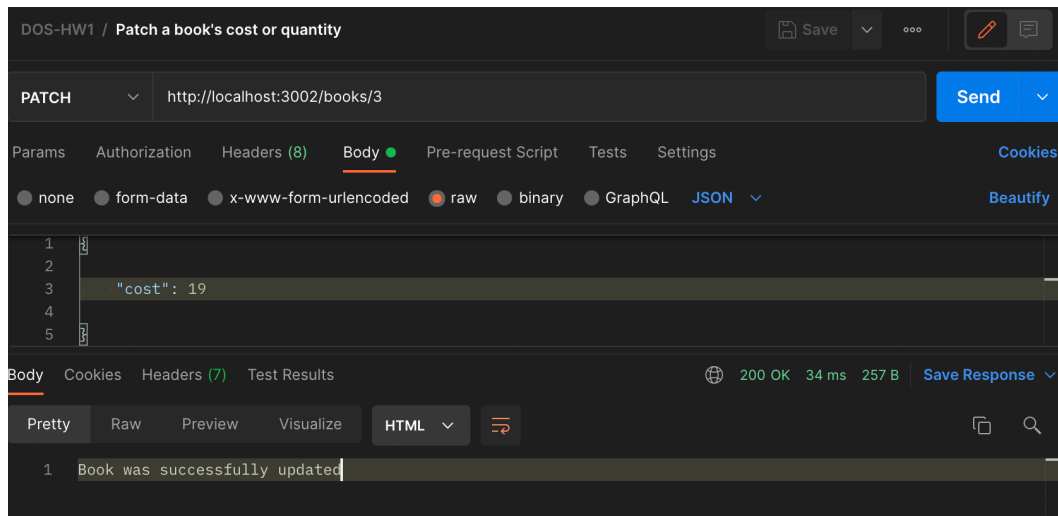 DOS-HW1 / Patch a book's cost or quantity Save ooo
PATCH http://localhost:3002/books/3 Send
Params Authorization Headers (8) Body Pre-request Script Tests Settings Cookies
none form-data x-www-form-urlencoded raw binary GraphQL JSON Beautify
1 {
2
3 "cost": 19
4
5 }
Body Cookies Headers (7) Test Results 200 OK 34 ms 257 B Save Response
Pretty Raw Preview Visualize HTML
1 Book was successfully updated